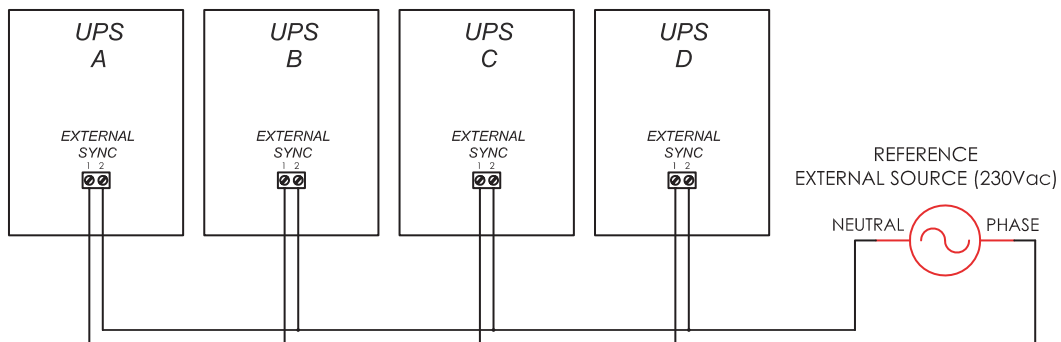 UPS
A
EXTERNAL
SYNC
1 2
UPS
B
EXTERNAL
SYNC
1 2
UPS
C
EXTERNAL
SYNC
1 2
UPS
D
EXTERNAL
SYNC
1 2
REFERENCE
EXTERNAL SOURCE (230Vac)
NEUTRAL PHASE